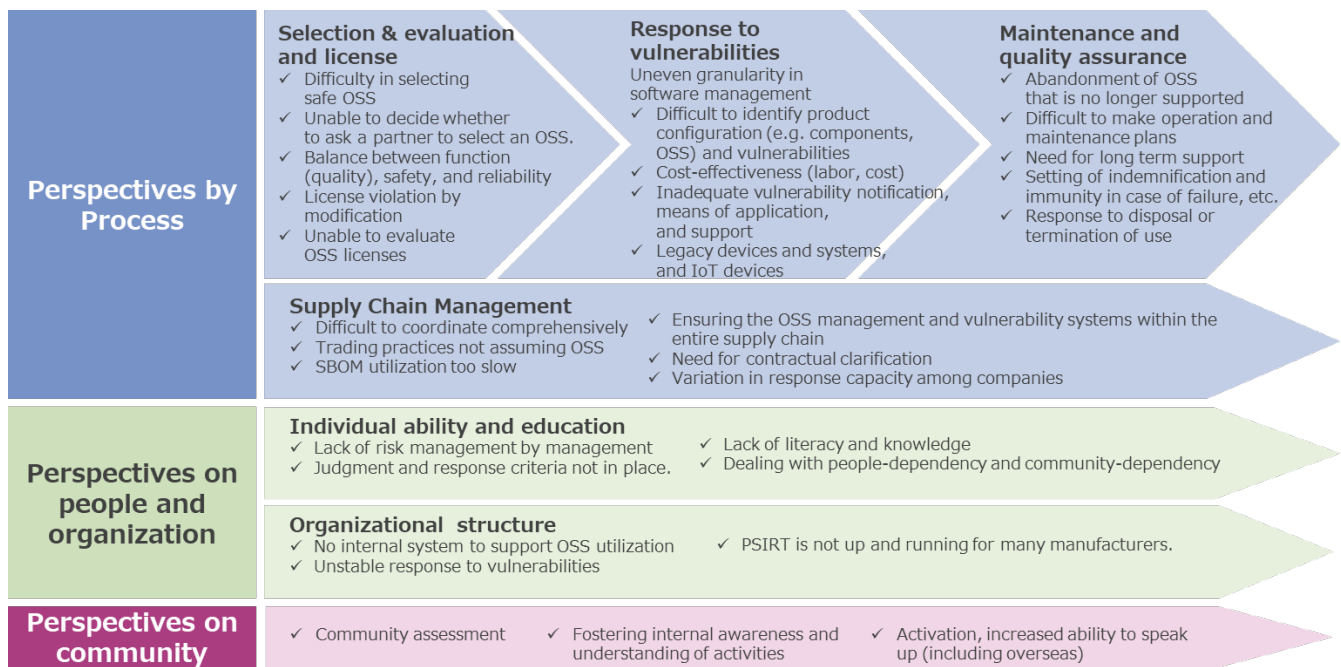 Perspectives by
Process
Selection & evaluation
and license
✓ Difficulty in selecting
safe OSS
✓ Unable to decide whether
to ask a partner to select an OSS.
✓ Balance between function
(quality), safety, and reliability
✓ License violation by
modification
✓ Unable to evaluate
OSS licenses
Response to
vulnerabilities
Uneven granularity in
software management
✓ Difficult to identify product
configuration (e.g. components,
OSS) and vulnerabilities
✓ Cost-effectiveness (labor, cost)
✓ Inadequate vulnerability notification,
means of application,
and support
✓ Legacy devices and systems,
and IoT devices
Maintenance and
quality assurance
✓ Abandonment of OSS
that is no longer supported
✓ Difficult to make operation and
maintenance plans
✓ Need for long term support
✓ Setting of indemnification and
immunity in case of failure, etc.
✓ Response to disposal or
termination of use
Supply Chain Management
✓ Difficult to coordinate comprehensively
✓ Trading practices not assuming OSS
✓ SBOM utilization too slow
✓ Ensuring the OSS management and vulnerability systems within the
entire supply chain
✓ Need for contractual clarification
✓ Variation in response capacity among companies
Perspectives on
people and
organization
Individual ability and education
✓ Lack of risk management by management
✓ Judgment and response criteria not in place.
✓ Lack of literacy and knowledge
✓ Dealing with people-dependency and community-dependency
Organizational structure
✓ No internal system to support OSS utilization
✓ Unstable response to vulnerabilities
✓ PSIRT is not up and running for many manufacturers.
Perspectives on
community
✓ Community assessment
✓ Fostering internal awareness and
understanding of activities
✓ Activation, increased ability to speak
up (including overseas)